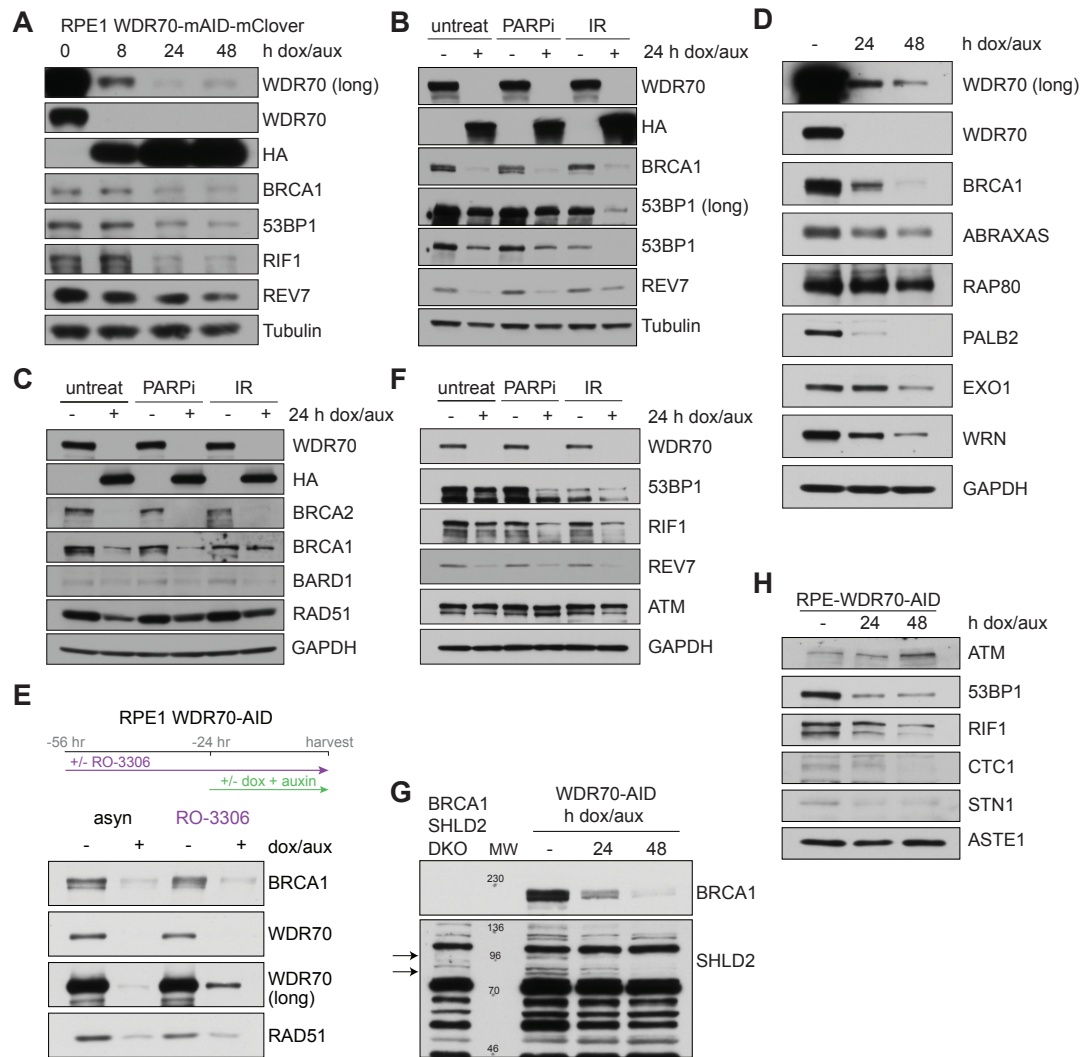 A
RPE1 WDR70-mAID-mClover
0 8 24 48 h dox/aux
WDR70 (long)
WDR70
HA
BRCA1
53BP1
RIF1
REV7
Tubulin
B
untreat PARPi IR
- + - + - + 24 h dox/aux
WDR70
HA
BRCA1
53BP1 (long)
53BP1
REV7
Tubulin
C
untreat PARPi IR
- + - + - + 24 h dox/aux
WDR70
HA
BRCA2
BRCA1
BARD1
RAD51
GAPDH
D
- 24 48 h dox/aux
WDR70 (long)
WDR70
BRCA1
ABRAXAS
RAP80
PALB2
EXO1
WRN
GAPDH
E
RPE1 WDR70-AID
-56 hr -24 hr harvest
+/- RO-3306
+/- dox + auxin
asyn RO-3306
- + - + dox/aux
BRCA1
WDR70
WDR70
(long)
RAD51
F
untreat PARPi IR
- + - + - + 24 h dox/aux
WDR70
53BP1
RIF1
REV7
ATM
GAPDH
G
BRCA1
SHLD2
DKO MW
WDR70-AID
h dox/aux
- 24 48
230
BRCA1
136
96
SHLD2
70
46
H
RPE-WDR70-AID
- 24 48 h dox/aux
ATM
53BP1
RIF1
CTC1
STN1
ASTE1